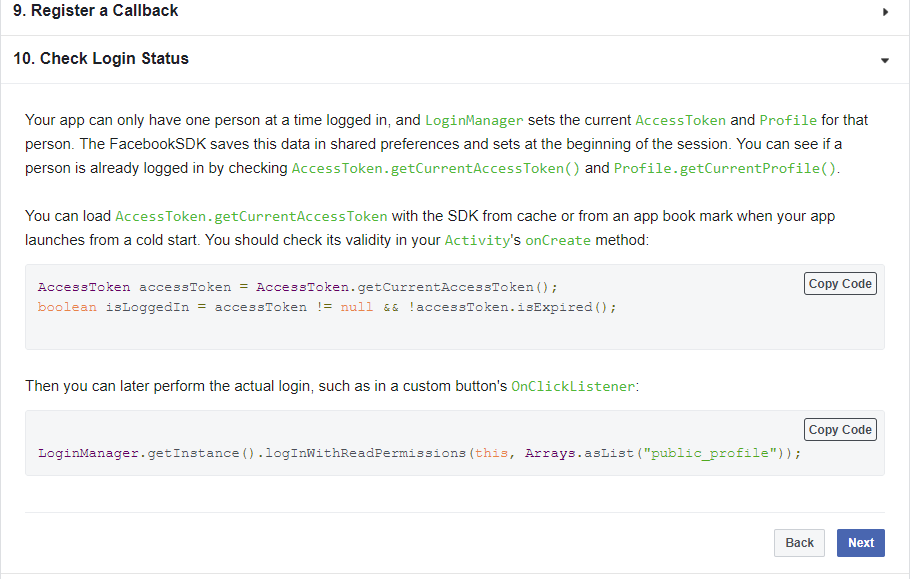 9. Register a Callback
10. Check Login Status
Your app can only have one person at a time logged in, and LoginManager sets the current AccessToken and Profile for that
person. The FacebookSDK saves this data in shared preferences and sets at the beginning of the session. You can see if a
person is already logged in by checking AccessToken.getCurrentAccessToken() and Profile.getCurrentProfile().
You can load AccessToken.getCurrentAccessToken with the SDK from cache or from an app book mark when your app
launches from a cold start. You should check its validity in your Activity's onCreate method:
Copy Code
AccessToken accessToken = AccessToken.getCurrentAccessToken();
boolean isLoggedIn = accessToken != null && !accessToken.isExpired();
Then you can later perform the actual login, such as in a custom button's OnClickListener:
Copy Code
LoginManager.getInstance().logInWithReadPermissions(this, Arrays.asList("public_profile"));
Back
Next